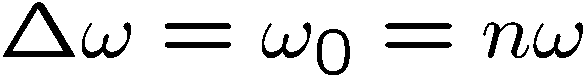 Δω = ω₀ = nω